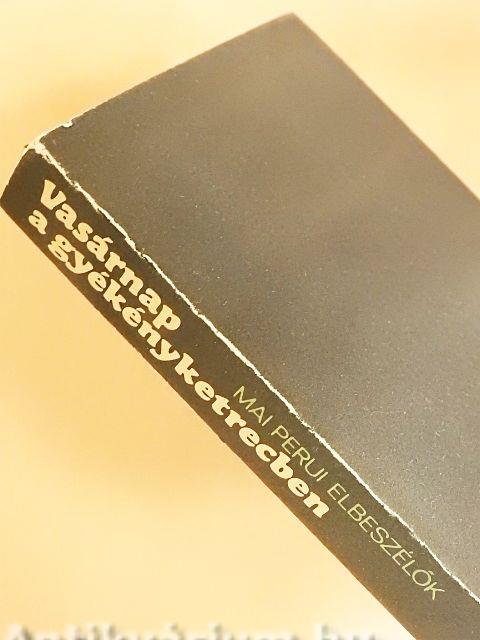 Vasárnap
a gyékényketrecben
MAI PERUI ELBESZÉLŐK